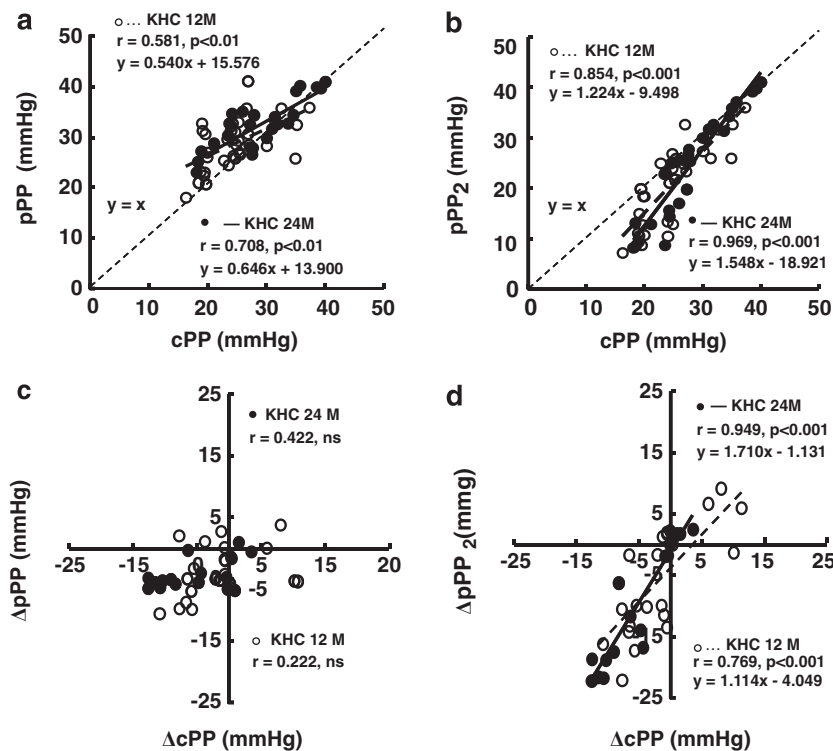 a
○ … KHC 12M
r = 0.581, p<0.01
y = 0.540x + 15.576
50
40
30
20
10
0
pPP (mmHg)
y = x
● — KHC 24M
r = 0.708, p<0.01
y = 0.646x + 13.900
0 10 20 30 40 50
cPP (mmHg)
b
○ … KHC 12M
r = 0.854, p<0.001
y = 1.224x - 9.498
50
40
30
20
10
0
pPP2 (mmHg)
y = x
● — KHC 24M
r = 0.969, p<0.001
y = 1.548x - 18.921
0 10 20 30 40 50
cPP (mmHg)
c
25
15
5
-5
-15
-25
● KHC 24 M
r = 0.422, ns
ΔpPP (mmHg)
-25 -15 -5 5 15 20
○ KHC 12 M
r = 0.222, ns
ΔcPP (mmHg)
d
25
15
5
5
-25
● — KHC 24M
r = 0.949, p<0.001
y = 1.710x - 1.131
ΔpPP 2(mmg)
-25 -15 -5 5 15 25
○ … KHC 12 M
r = 0.769, p<0.001
y = 1.114x - 4.049
ΔcPP (mmHg)